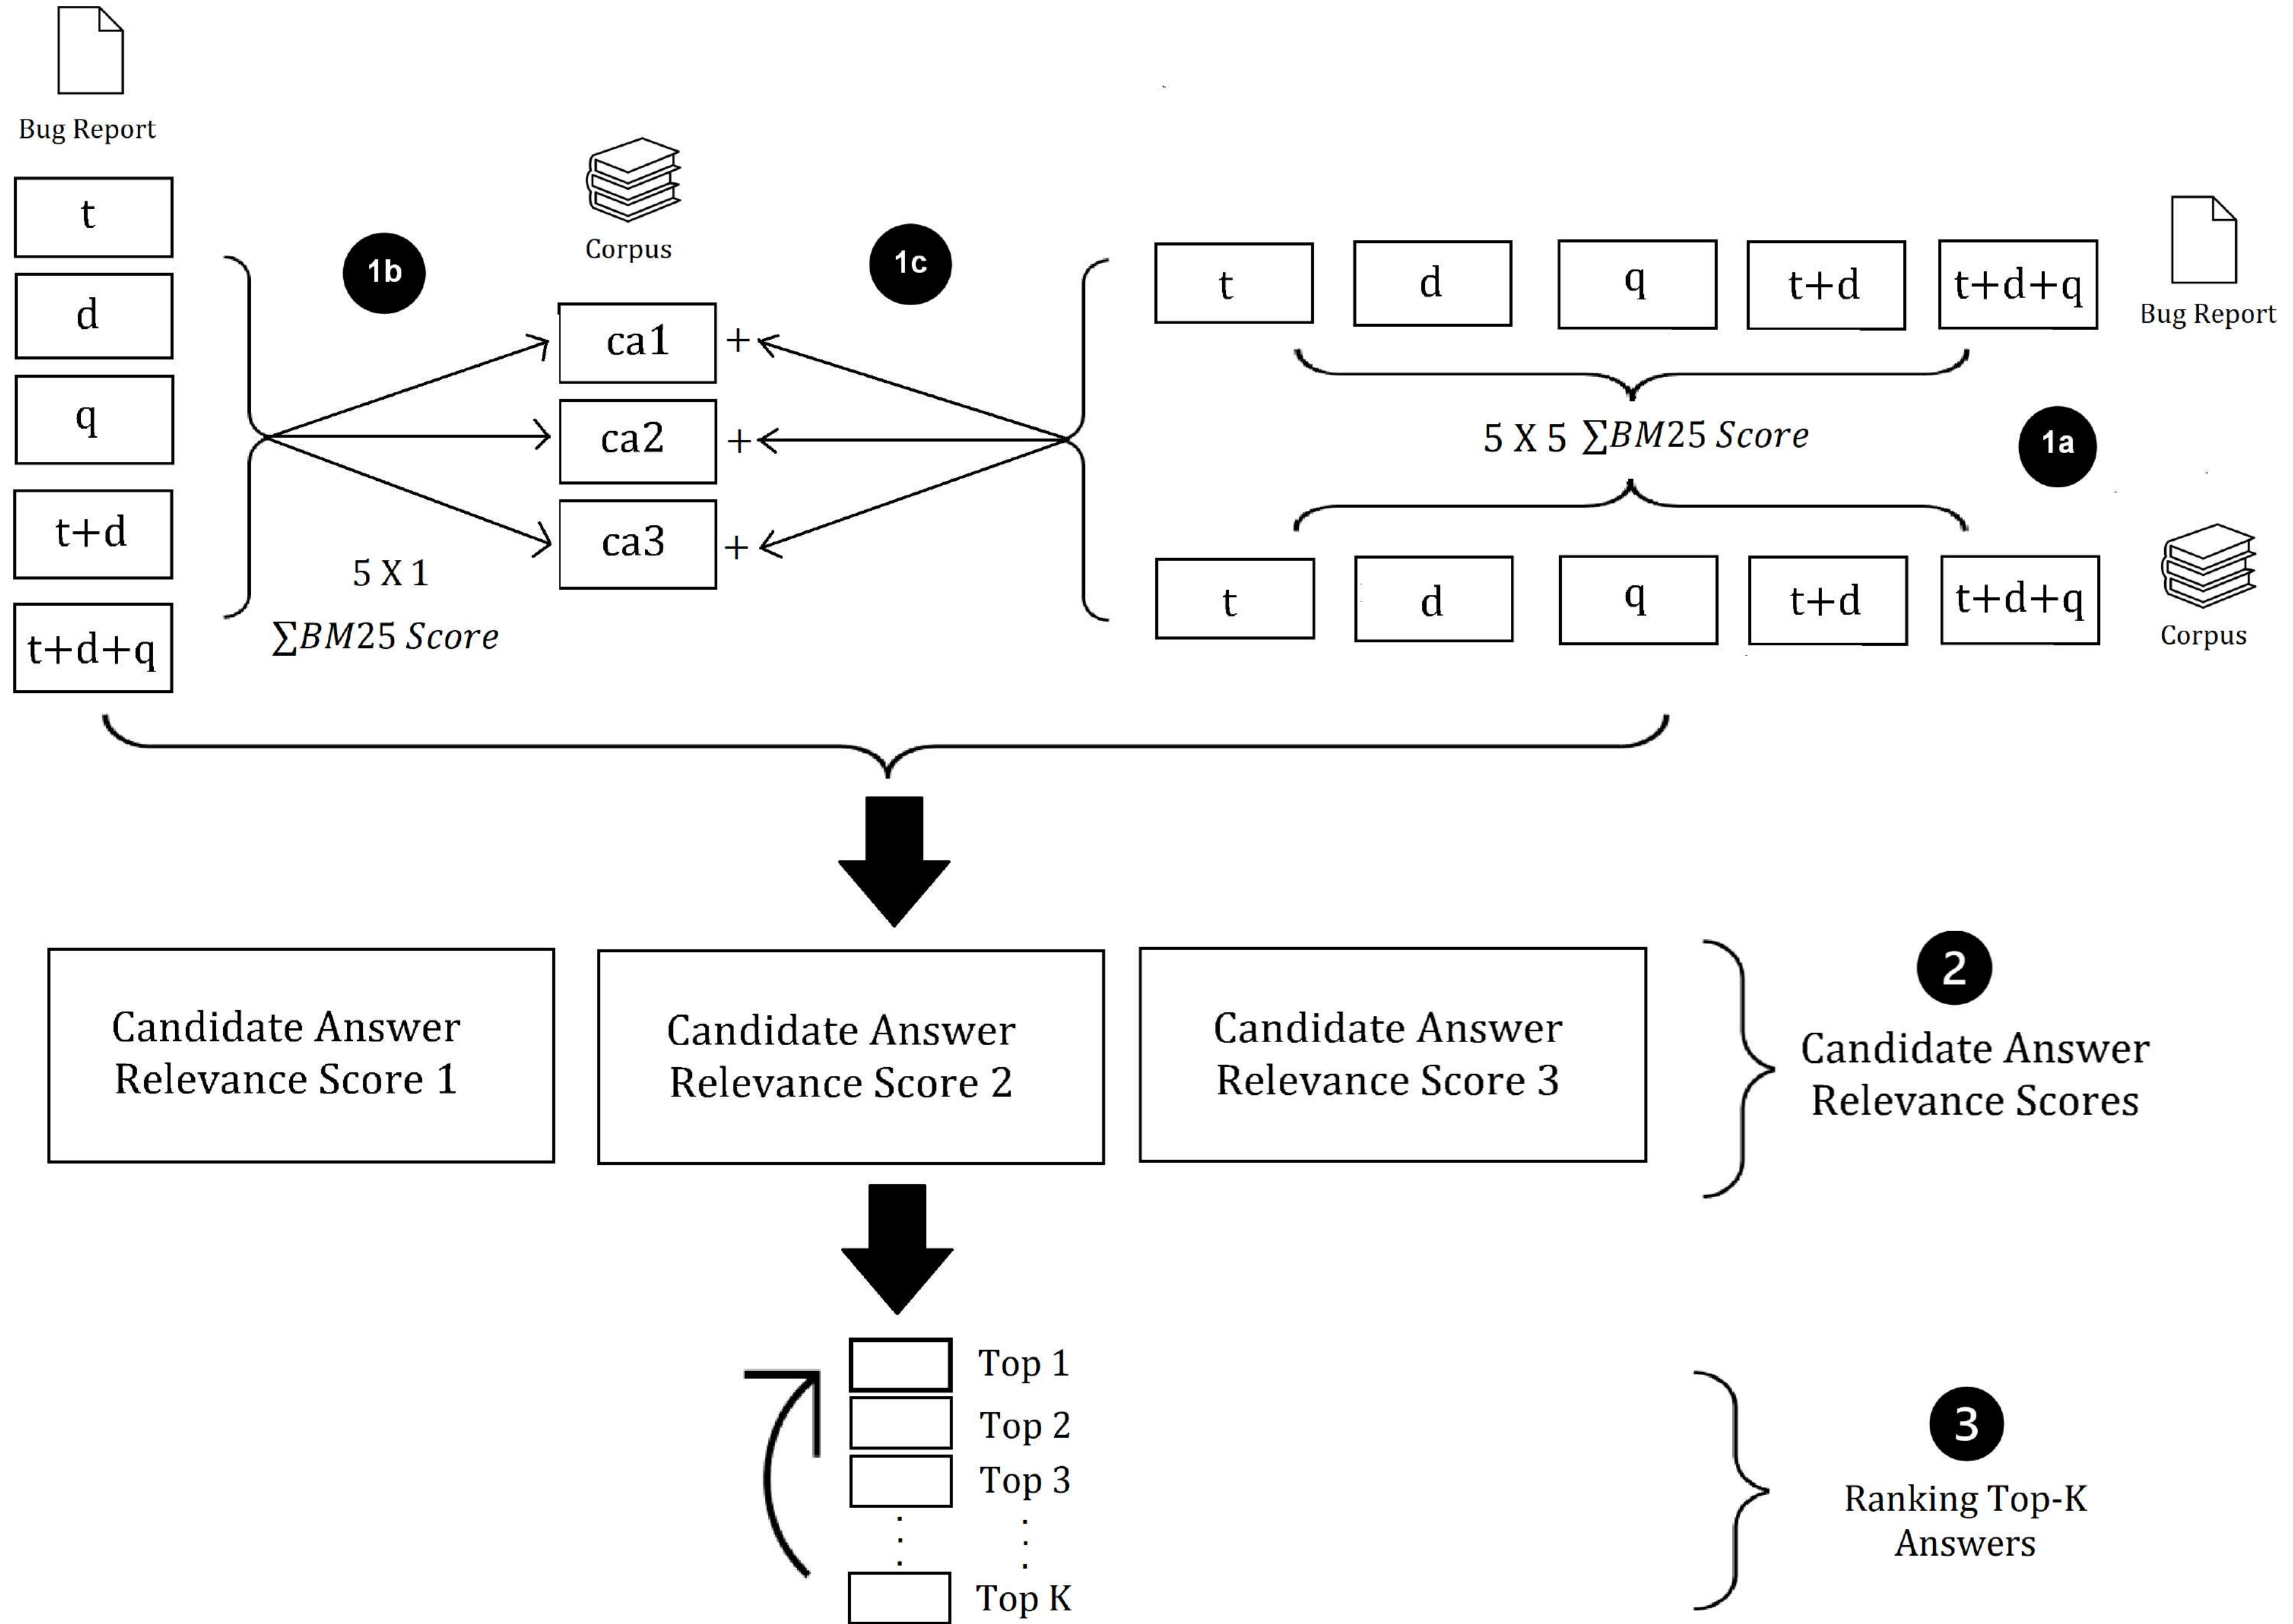 Bug Report
t
d
q
t+d
t+d+q
1b
5 X 1
∑BM25 Score
Corpus
ca1 +
ca2 +
ca3 +
1c
t d q t+d t+d+q
Bug Report
5 X 5 ∑BM25 Score
1a
t d q t+d t+d+q
Corpus
Candidate Answer
Relevance Score 1
Candidate Answer
Relevance Score 2
Candidate Answer
Relevance Score 3
2
Candidate Answer
Relevance Scores
Top 1
Top 2
Top 3
Top K
3
Ranking Top-K
Answers